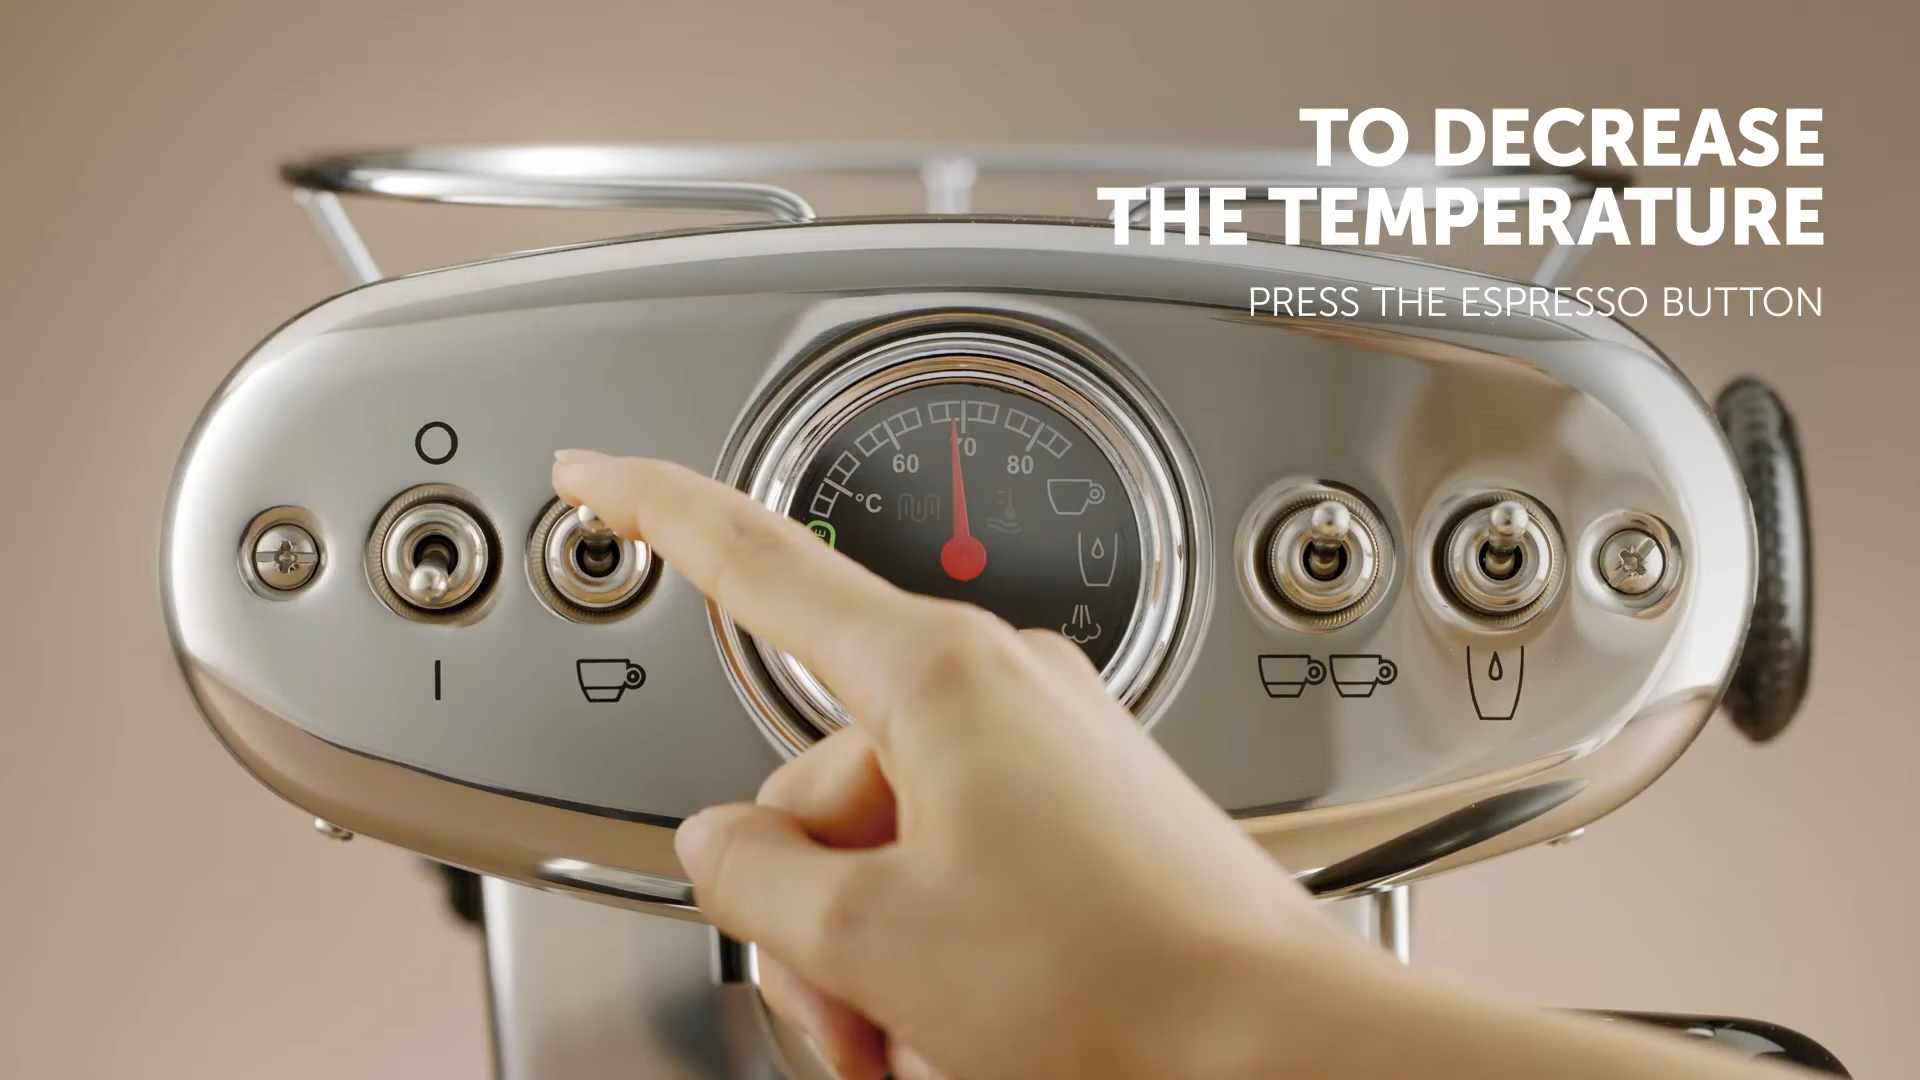 TO DECREASE
THE TEMPERATURE
PRESS THE ESPRESSO BUTTON
60
70
80
°C